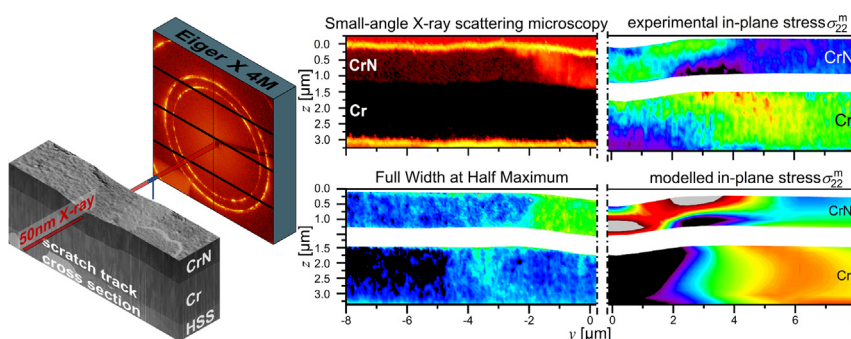 Eiger X 4M
50nm X-ray
scratch track
cross section
CrN
Cr
HSS
Small-angle X-ray scattering microscopy
experimental in-plane stress σ₂₂ᵐ
z [µm]
0.0
0.5
1.0
1.5
2.0
2.5
3.0
CrN
Cr
CrN
Cr
Full Width at Half Maximum
modelled in-plane stress σ₂₂ᵐ
z [µm]
0.0
0.5
1.0
1.5
2.0
2.5
3.0
CrN
Cr
-8 -6 -4 -2 0 0 2 4 6
y [µm]